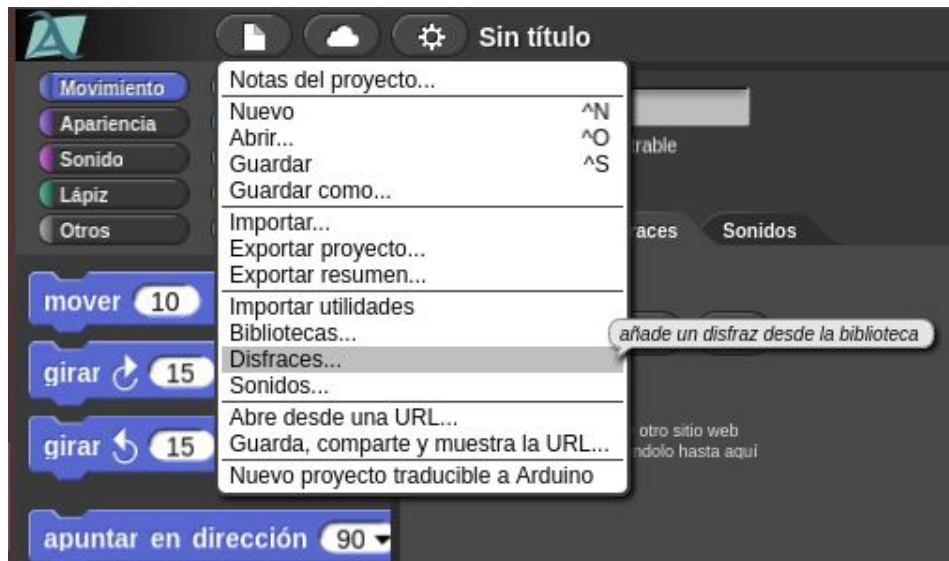 Sin título
Movimiento
Apariencia
Sonido
Lápiz
Otros
Notas del proyecto...
Nuevo ^N
Abrir... ^O
Guardar ^S
Guardar como...
Importar...
Exportar proyecto...
Exportar resumen...
Importar utilidades
Bibliotecas...
Disfraces...
Sonidos...
Abre desde una URL...
Guarda, comparte y muestra la URL...
Nuevo proyecto traducible a Arduino
añade un disfraz desde la biblioteca
rable
races
Sonidos
otro sitio web
ndolo hasta aquí
mover 10
girar 15
girar 15
apuntar en dirección 90